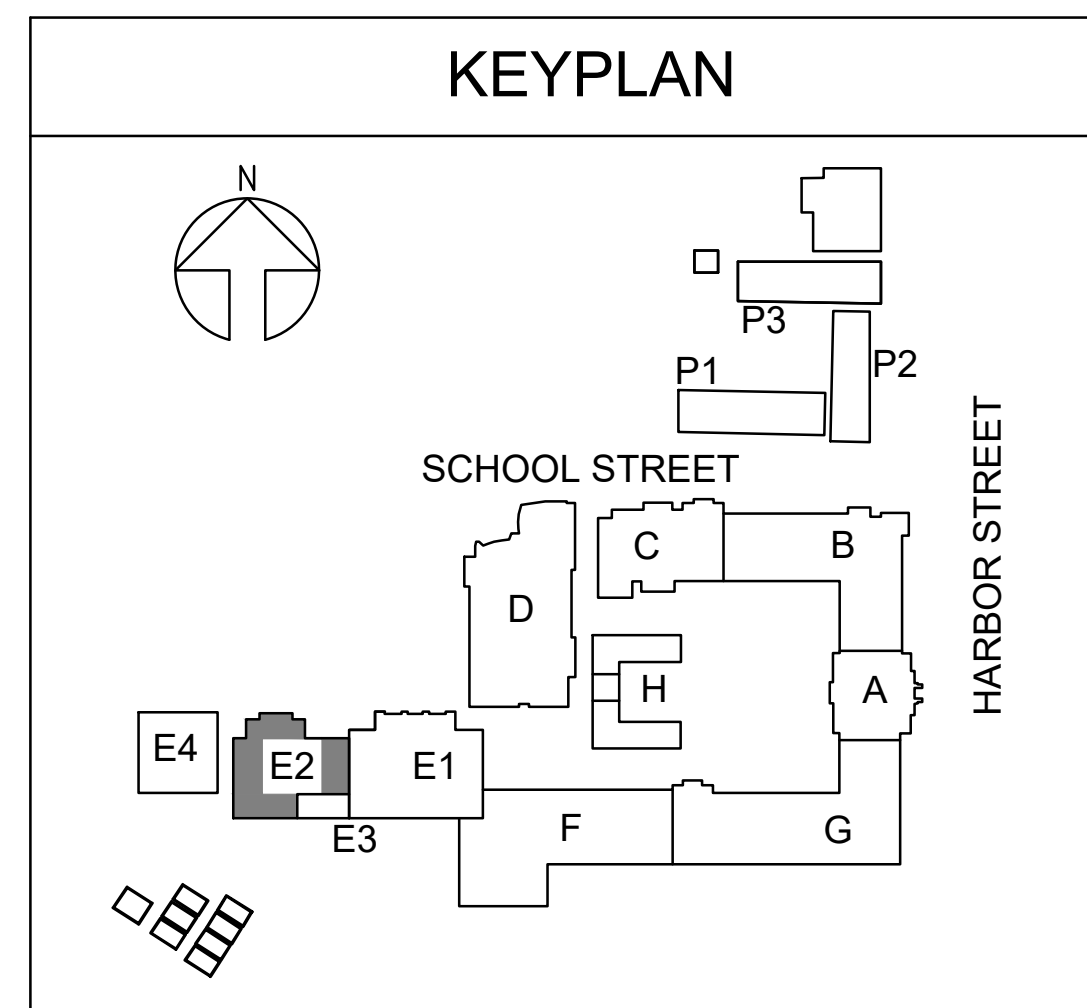 KEYPLAN
N
P3
P2
P1
SCHOOL STREET
HARBOR STREET
C
B
D
H
A
E4
E2
E1
E3
F
G